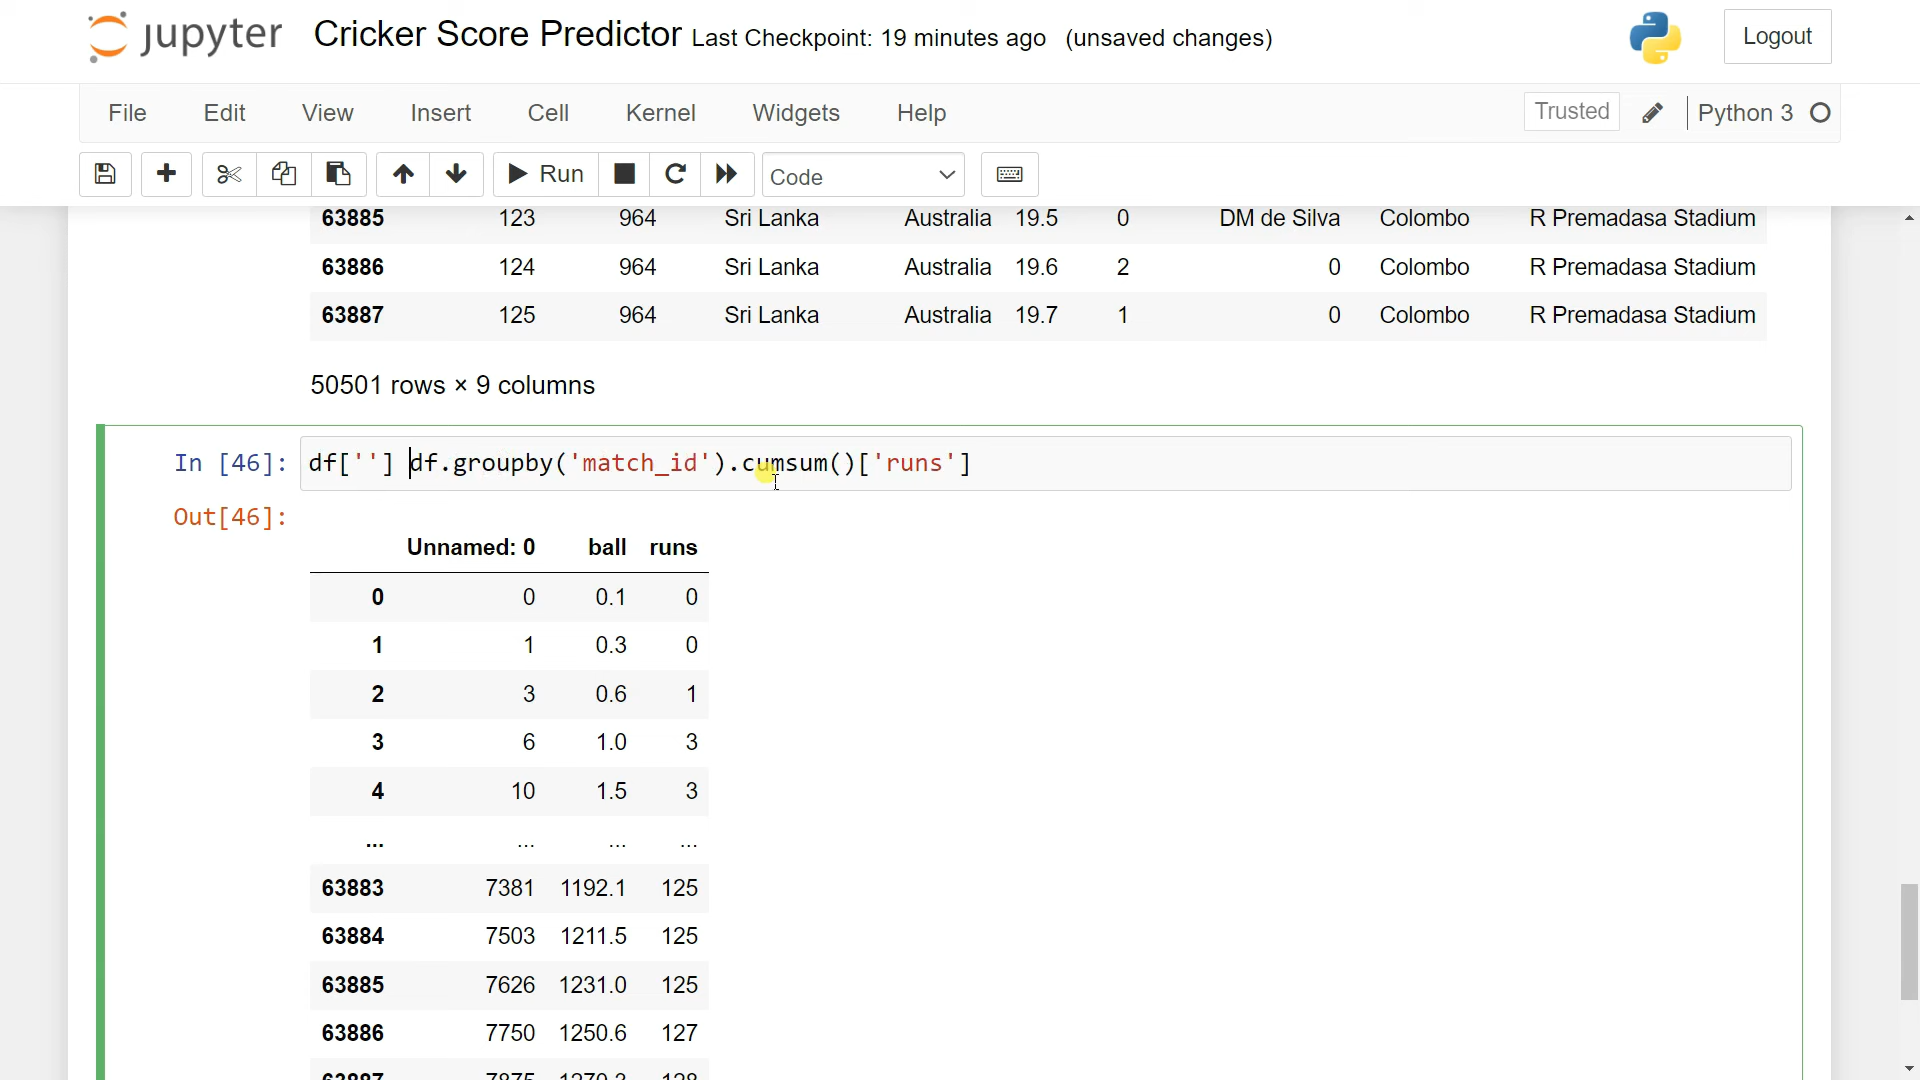 jupyter Cricker Score Predictor Last Checkpoint: 19 minutes ago (unsaved changes) Logout
File Edit View Insert Cell Kernel Widgets Help Trusted Python 3
Run Code
63885 123 964 Sri Lanka Australia 19.5 0 DM de Silva Colombo R Premadasa Stadium
63886 124 964 Sri Lanka Australia 19.6 2 0 Colombo R Premadasa Stadium
63887 125 964 Sri Lanka Australia 19.7 1 0 Colombo R Premadasa Stadium
50501 rows × 9 columns
In [46]: df[''] df.groupby('match_id').cumsum()['runs']
Out[46]:
Unnamed: 0 ball runs
0 0 0.1 0
1 1 0.3 0
2 3 0.6 1
3 6 1.0 3
4 10 1.5 3
... ... ... ...
63883 7381 1192.1 125
63884 7503 1211.5 125
63885 7626 1231.0 125
63886 7750 1250.6 127
63887 7875 1270.3 128